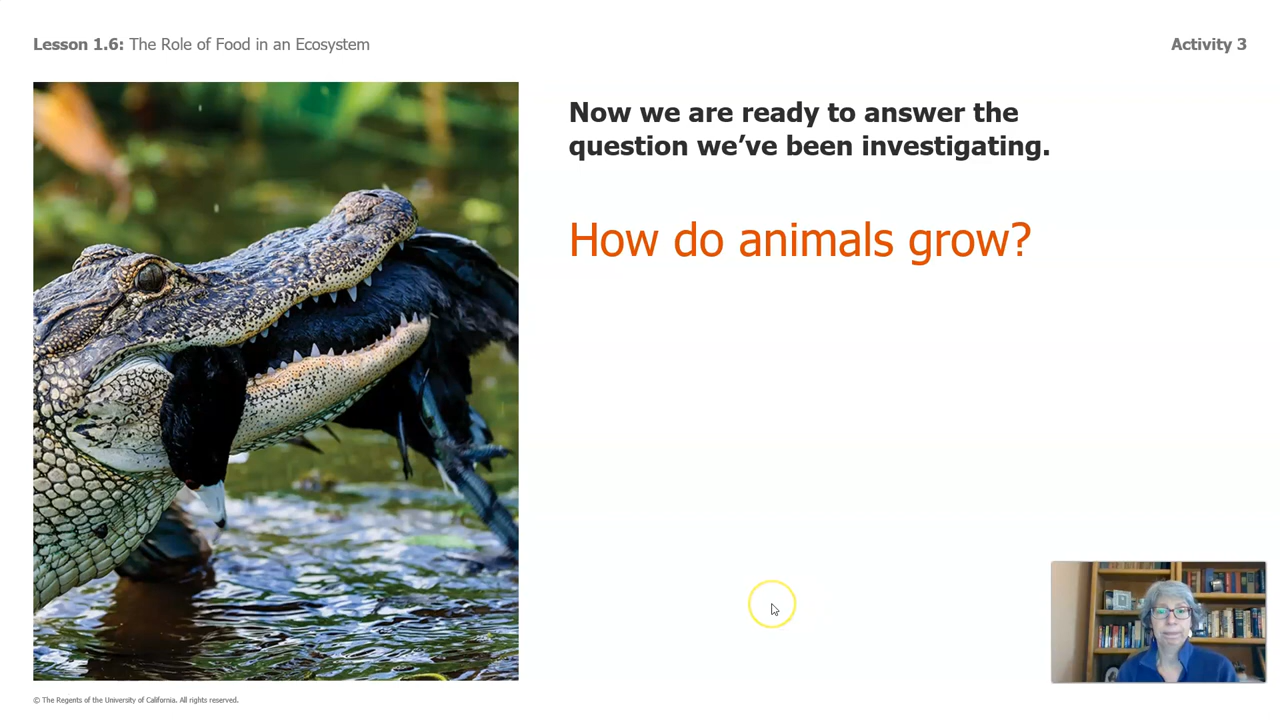 Lesson 1.6: The Role of Food in an Ecosystem
Activity 3
Now we are ready to answer the
question we’ve been investigating.
How do animals grow?
© The Regents of the University of California. All rights reserved.